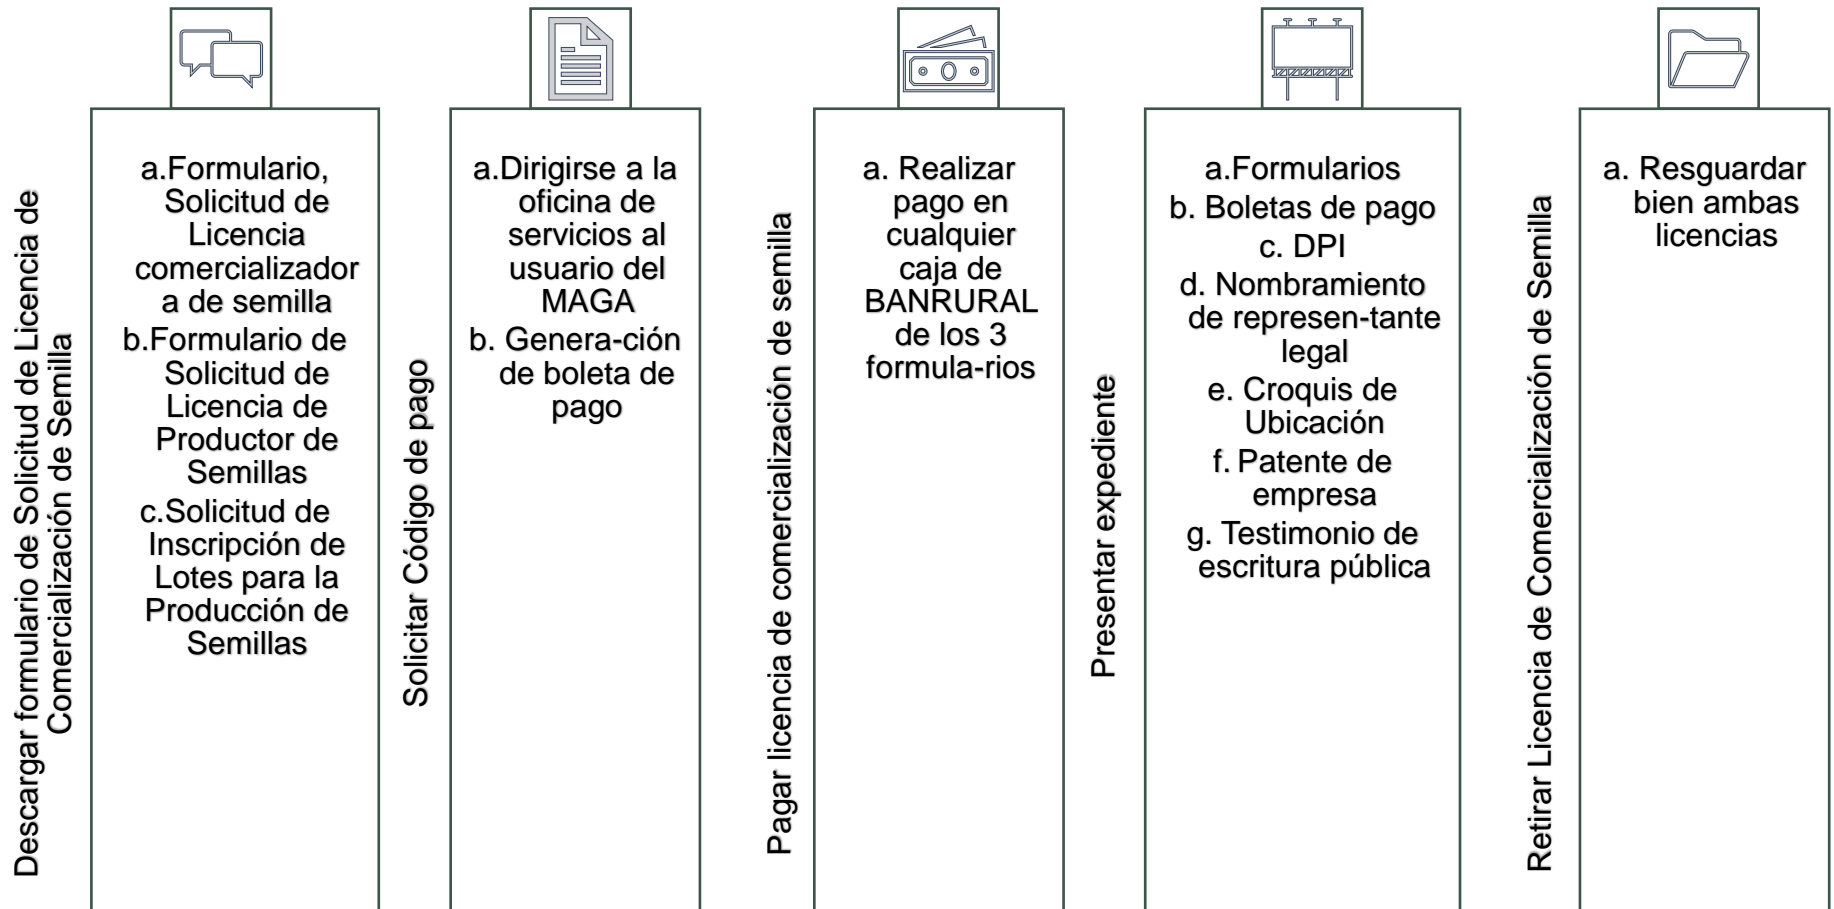 Descargar formulario de Solicitud de Licencia de
Comercialización de Semilla
a.Formulario,
Solicitud de
Licencia
comercializador
a de semilla
b.Formulario de
Solicitud de
Licencia de
Productor de
Semillas
c.Solicitud de
Inscripción de
Lotes para la
Producción de
Semillas
Solicitar Código de pago
a.Dirigirse a la
oficina de
servicios al
usuario del
MAGA
b. Genera-ción
de boleta de
pago
Pagar licencia de comercialización de semilla
a. Realizar
pago en
cualquier
caja de
BANRURAL
de los 3
formula-rios
Presentar expediente
a.Formularios
b. Boletas de pago
c. DPI
d. Nombramiento
de represen-tante
legal
e. Croquis de
Ubicación
f. Patente de
empresa
g. Testimonio de
escritura pública
Retirar Licencia de Comercialización de Semilla
a. Resguardar
bien ambas
licencias